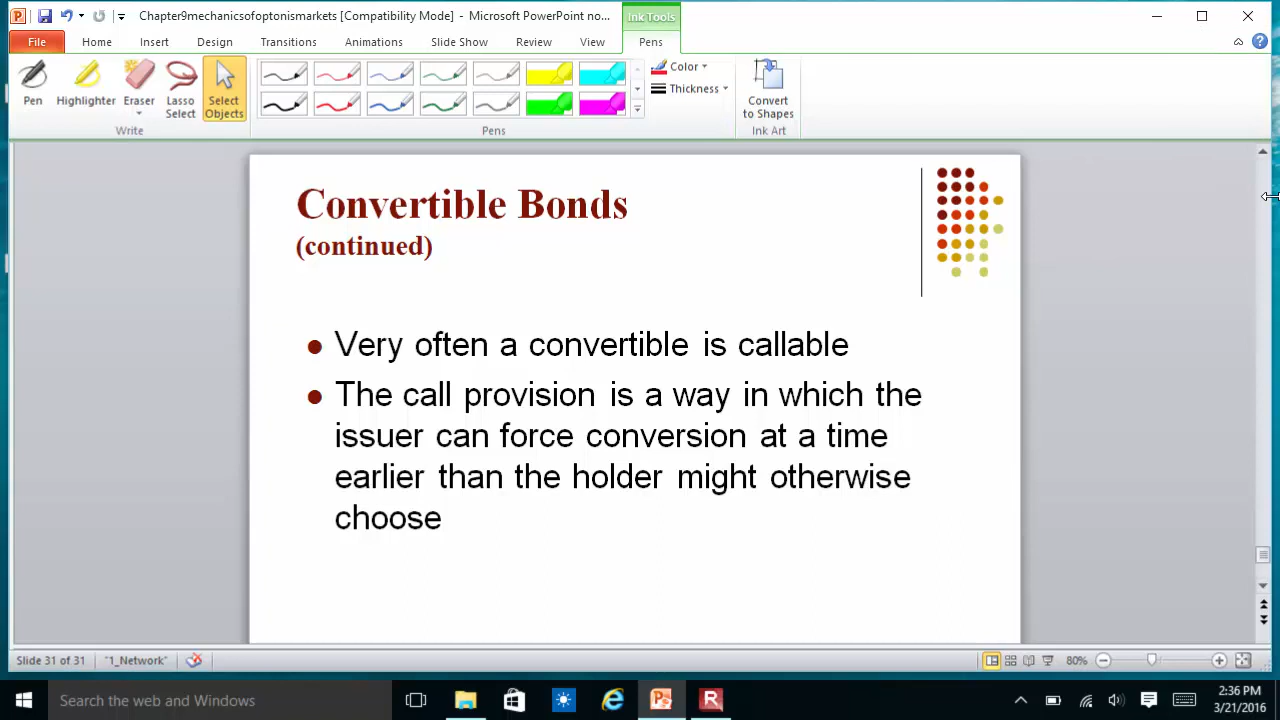 Chapter9mechanicsofoptonismarkets [Compatibility Mode] - Microsoft PowerPoint no...
Ink Tools
File Home Insert Design Transitions Animations Slide Show Review View Pens
Pen Highlighter Eraser Lasso Select Select Objects
Color
Thickness
Convert to Shapes
Write Pens Ink Art
Convertible Bonds
(continued)
Very often a convertible is callable
The call provision is a way in which the
issuer can force conversion at a time
earlier than the holder might otherwise
choose
Slide 31 of 31 "1_Network" 80%
Search the web and Windows
2:36 PM
3/21/2016